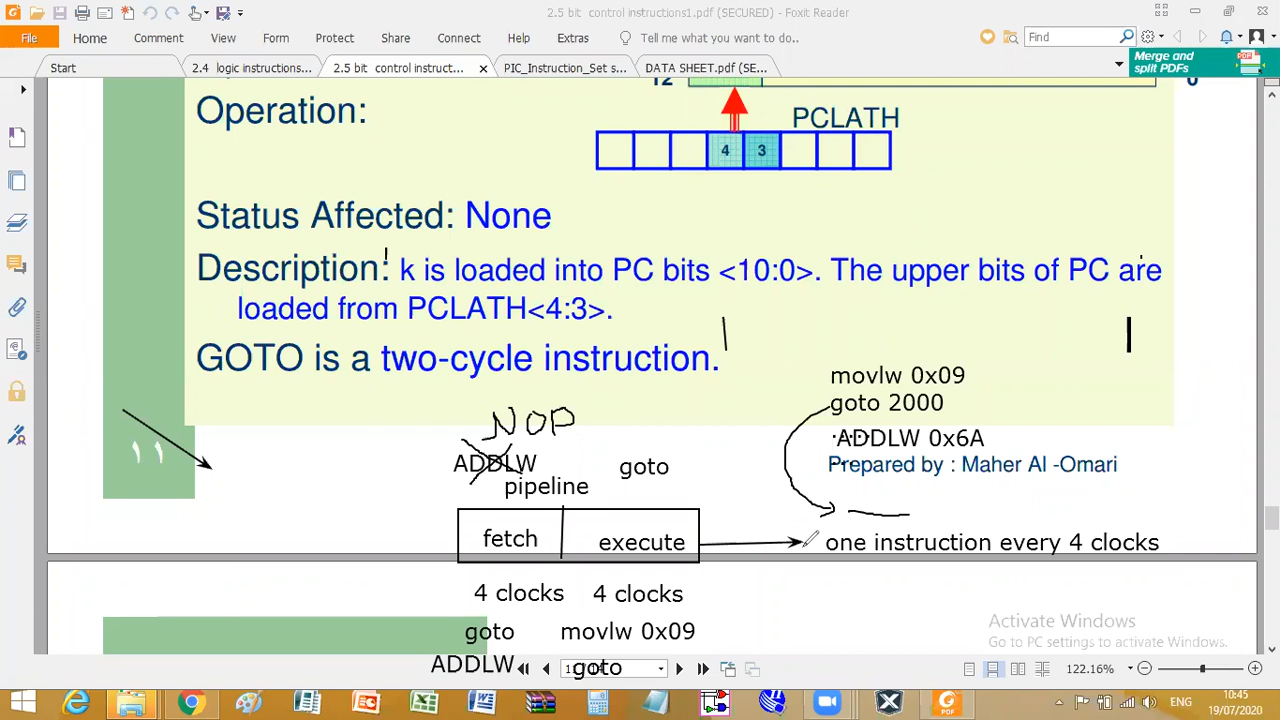 2.5 bit control instructions1.pdf (SECURED) - Foxit Reader
File Home Comment View Form Protect Share Connect Help Extras Tell me what you want to do.. Find
Start 2.4 logic instructions... 2.5 bit control instruct... PIC_Instruction_Set s... DATA SHEET.pdf (SE...
Merge and
split PDFs
12 0
Operation:
PCLATH
4 3
Status Affected: None
Description: k is loaded into PC bits <10:0>. The upper bits of PC are
loaded from PCLATH<4:3>.
GOTO is a two-cycle instruction.
movlw 0x09
goto 2000
NOP
ADDLW 0x6A
١١
Prepared by : Maher Al -Omari
ADDLW goto
pipeline
fetch execute one instruction every 4 clocks
4 clocks 4 clocks
goto movlw 0x09
ADDLW goto
Activate Windows
Go to PC settings to activate Windows.
122.16%
ENG
10:45
19/07/2020